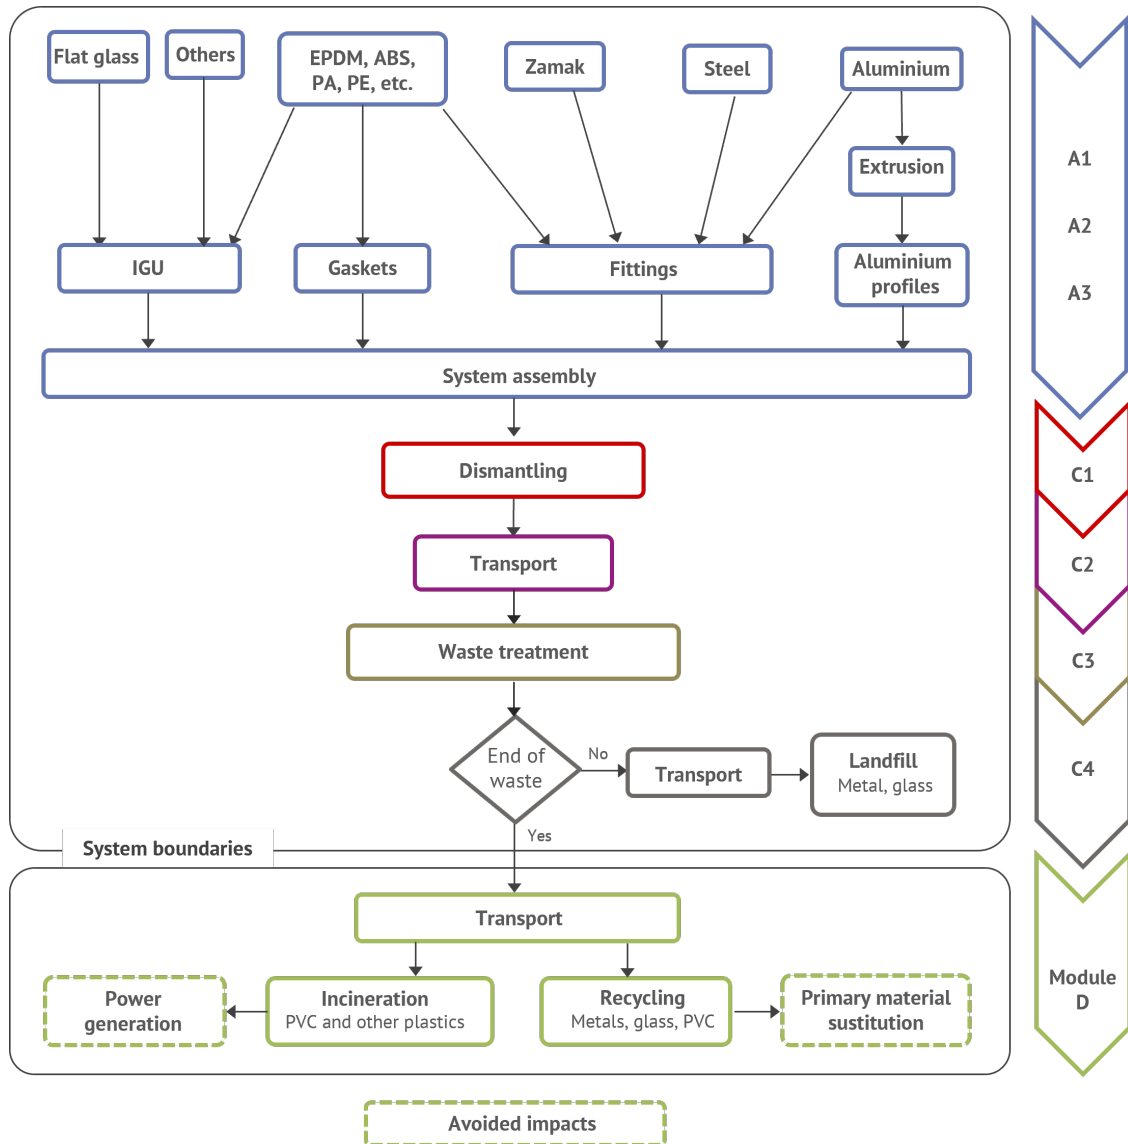 Flat glass
Others
EPDM, ABS,
PA, PE, etc.
Zamak
Steel
Aluminium
Extrusion
IGU
Gaskets
Fittings
Aluminium
profiles
System assembly
A1
A2
A3
Dismantling
C1
Transport
C2
Waste treatment
C3
End of
waste
No
Transport
Landfill
Metal, glass
C4
Yes
System boundaries
Transport
Power
generation
Incineration
PVC and other plastics
Recycling
Metals, glass, PVC
Primary material
sustitution
Module
D
Avoided impacts